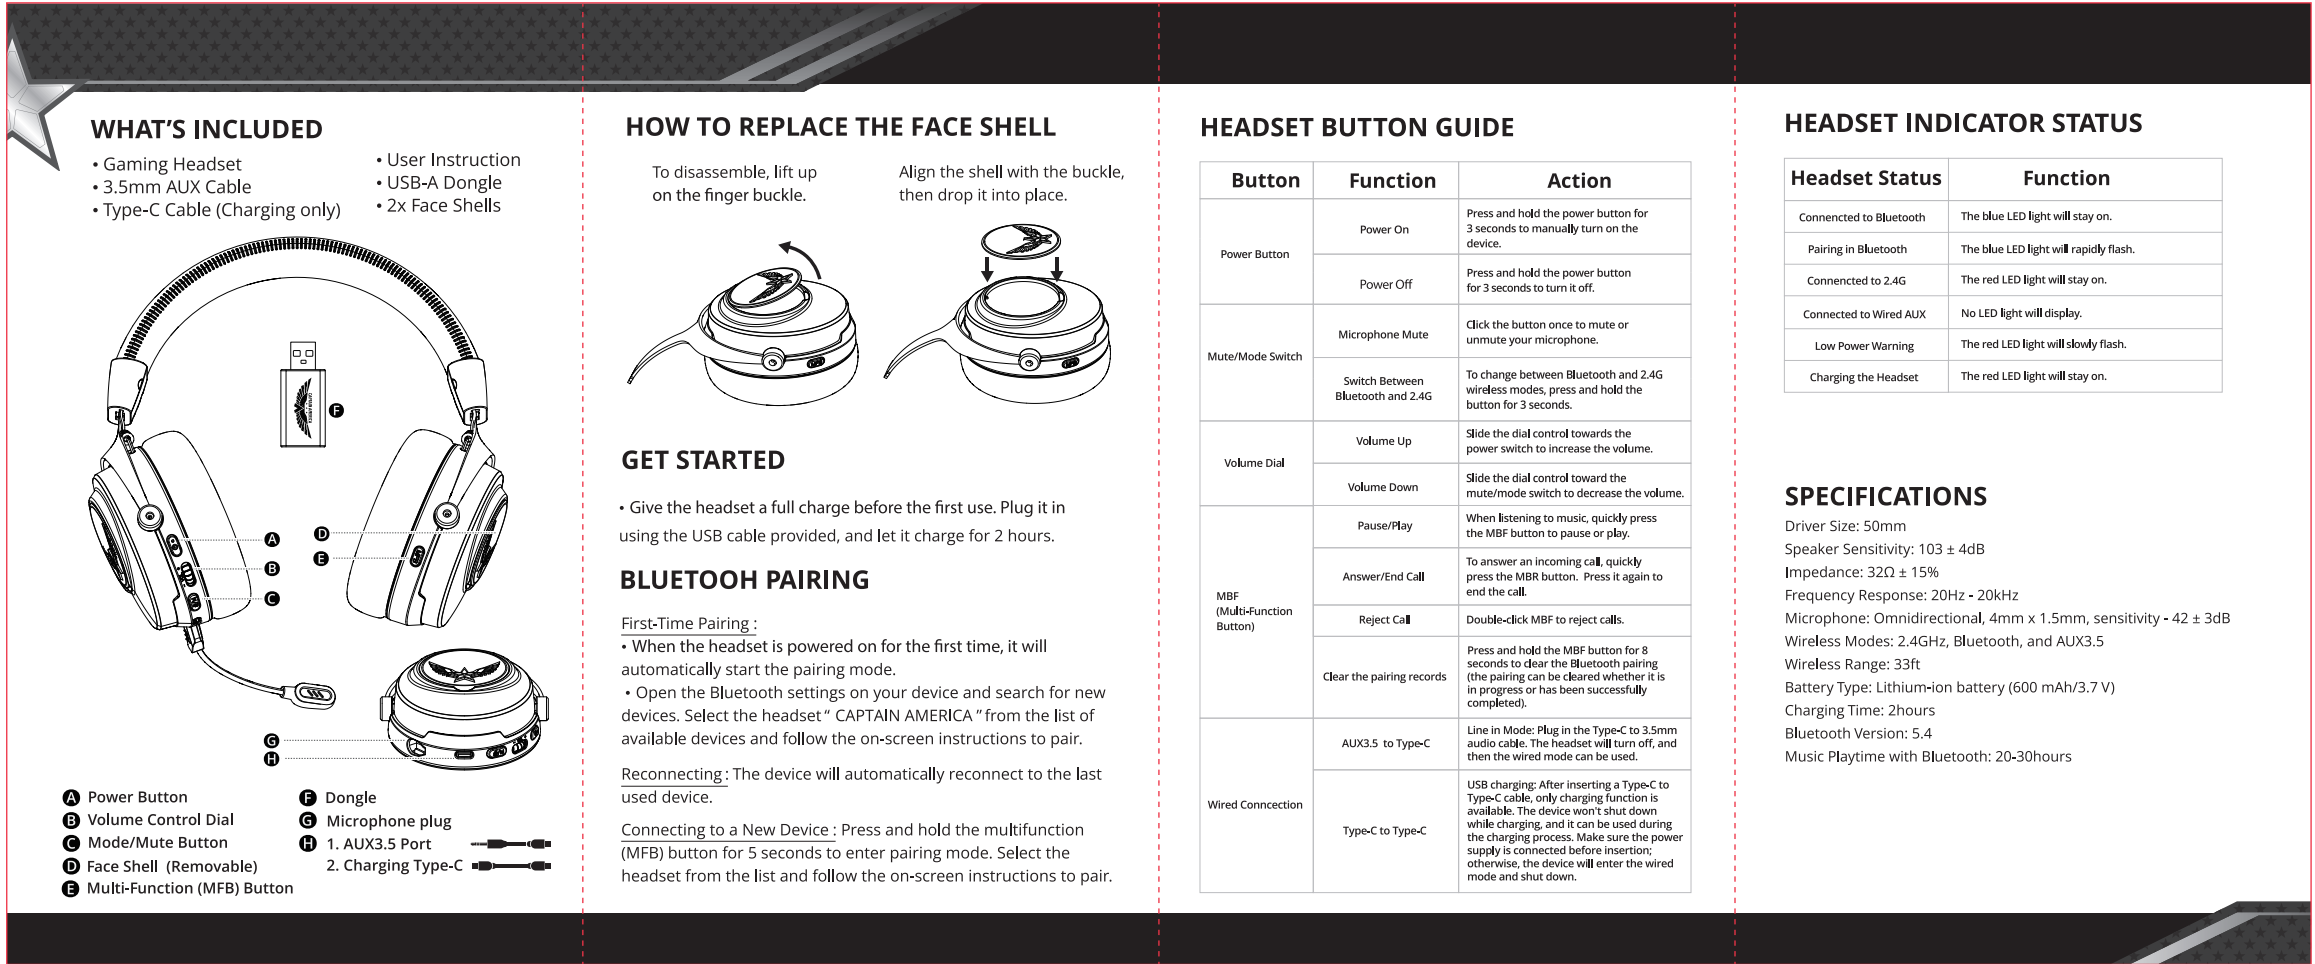 WHAT'S INCLUDED
• Gaming Headset
• 3.5mm AUX Cable
• Type-C Cable (Charging only)
• User Instruction
• USB-A Dongle
• 2x Face Shells
F
A
B
C
D
E
G
H
A Power Button
B Volume Control Dial
C Mode/Mute Button
D Face Shell (Removable)
E Multi-Function (MFB) Button
F Dongle
G Microphone plug
H 1. AUX3.5 Port
2. Charging Type-C
HOW TO REPLACE THE FACE SHELL
To disassemble, lift up
on the finger buckle.
Align the shell with the buckle,
then drop it into place.
GET STARTED
• Give the headset a full charge before the first use. Plug it in
using the USB cable provided, and let it charge for 2 hours.
BLUETOOH PAIRING
First-Time Pairing :
• When the headset is powered on for the first time, it will
automatically start the pairing mode.
• Open the Bluetooth settings on your device and search for new
devices. Select the headset “ CAPTAIN AMERICA ” from the list of
available devices and follow the on-screen instructions to pair.
Reconnecting : The device will automatically reconnect to the last
used device.
Connecting to a New Device : Press and hold the multifunction
(MFB) button for 5 seconds to enter pairing mode. Select the
headset from the list and follow the on-screen instructions to pair.
HEADSET BUTTON GUIDE
Button Function Action
Power Button
Power On
Press and hold the power button for
3 seconds to manually turn on the
device.
Power Off
Press and hold the power button
for 3 seconds to turn it off.
Mute/Mode Switch
Microphone Mute
Click the button once to mute or
unmute your microphone.
Switch Between
Bluetooth and 2.4G
To change between Bluetooth and 2.4G
wireless modes, press and hold the
button for 3 seconds.
Volume Dial
Volume Up
Slide the dial control towards the
power switch to increase the volume.
Volume Down
Slide the dial control toward the
mute/mode switch to decrease the volume.
MBF
(Multi-Function
Button)
Pause/Play
When listening to music, quickly press
the MBF button to pause or play.
Answer/End Call
To answer an incoming call, quickly
press the MBR button. Press it again to
end the call.
Reject Call
Double-click MBF to reject calls.
Clear the pairing records
Press and hold the MBF button for 8
seconds to clear the Bluetooth pairing
(the pairing can be cleared whether it is
in progress or has been successfully
completed).
Wired Conncection
AUX3.5 to Type-C
Line in Mode: Plug in the Type-C to 3.5mm
audio cable. The headset will turn off, and
then the wired mode can be used.
Type-C to Type-C
USB charging: After inserting a Type-C to
Type-C cable, only charging function is
available. The device won't shut down
while charging, and it can be used during
the charging process. Make sure the power
supply is connected before insertion;
otherwise, the device will enter the wired
mode and shut down.
HEADSET INDICATOR STATUS
Headset Status Function
Connencted to Bluetooth The blue LED light will stay on.
Pairing in Bluetooth The blue LED light will rapidly flash.
Connencted to 2.4G The red LED light will stay on.
Connected to Wired AUX No LED light will display.
Low Power Warning The red LED light will slowly flash.
Charging the Headset The red LED light will stay on.
SPECIFICATIONS
Driver Size: 50mm
Speaker Sensitivity: 103 ± 4dB
Impedance: 32Ω ± 15%
Frequency Response: 20Hz - 20kHz
Microphone: Omnidirectional, 4mm x 1.5mm, sensitivity - 42 ± 3dB
Wireless Modes: 2.4GHz, Bluetooth, and AUX3.5
Wireless Range: 33ft
Battery Type: Lithium-ion battery (600 mAh/3.7 V)
Charging Time: 2hours
Bluetooth Version: 5.4
Music Playtime with Bluetooth: 20-30hours